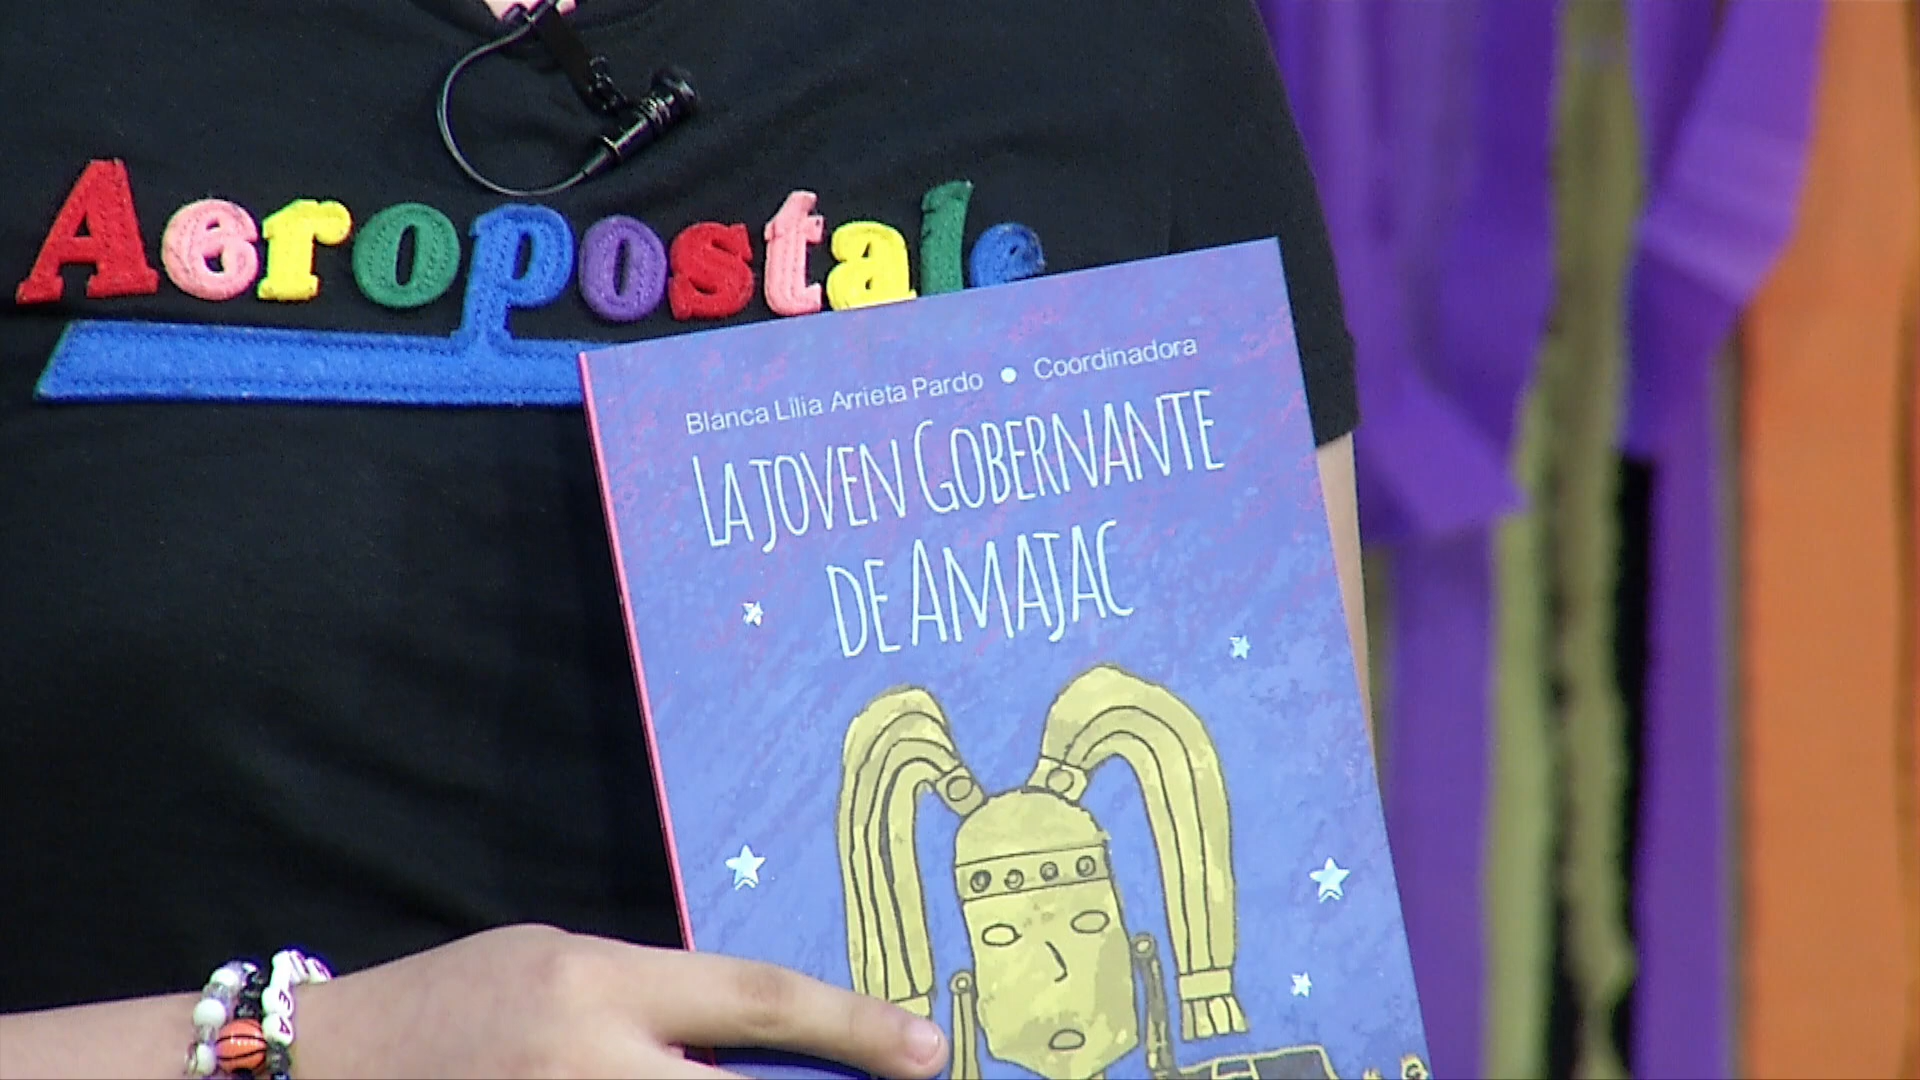 Aeropostale
Blanca Lilia Arrieta Pardo • Coordinadora
LA JOVEN GOBERNANTE
DE AMAJAC